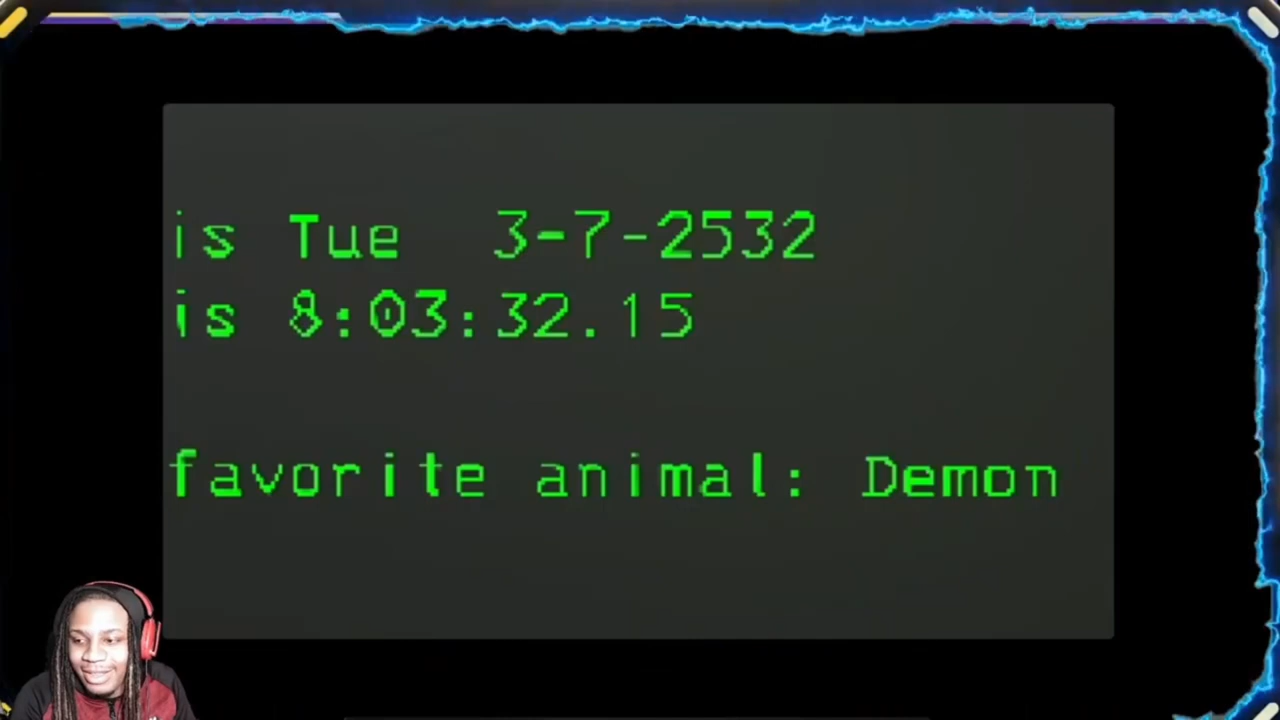 is Tue 3-7-2532
is 8:03:32.15
favorite animal: Demon